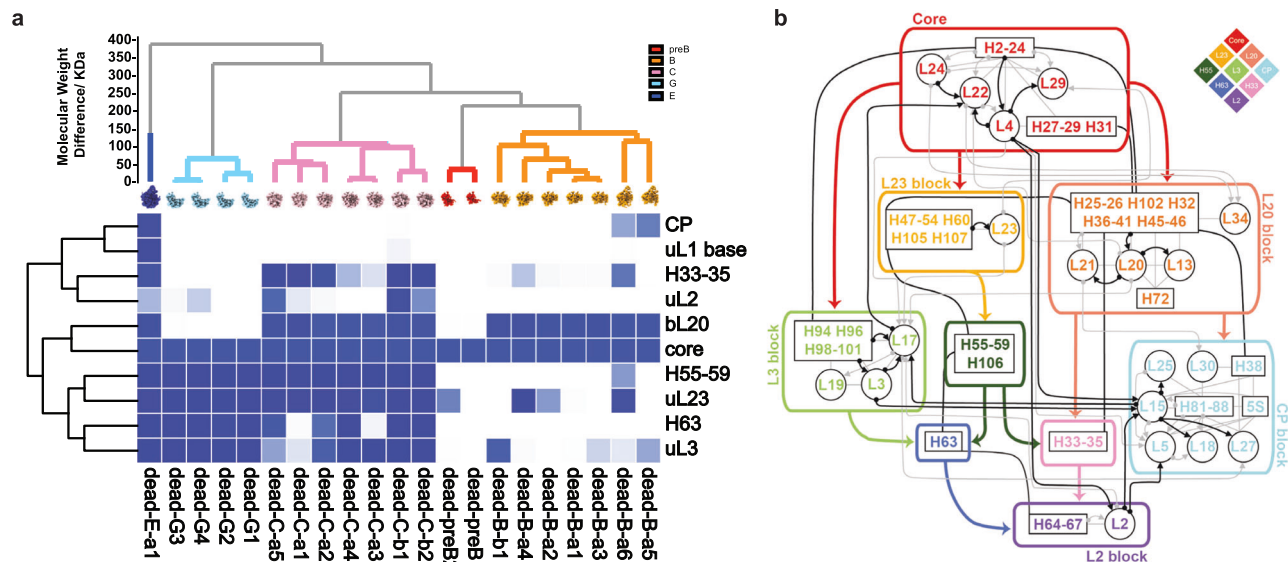 a
Molecular Weight
Difference/ KDa
400
350
300
250
200
150
100
50
0
preB
B
C
G
E
CP
uL1 base
H33-35
uL2
bL20
core
H55-59
uL23
H63
uL3
dead-E-a1
dead-G3
dead-G4
dead-G2
dead-G1
dead-C-a5
dead-C-a1
dead-C-a2
dead-C-a4
dead-C-a3
dead-C-b1
dead-C-b2
dead-preB
dead-preB
dead-B-b1
dead-B-a4
dead-B-a2
dead-B-a1
dead-B-a3
dead-B-a6
dead-B-a5
b
Core
H2-24
L24
L22
L29
L4
H27-29 H31
Core
L23
L20
H55
L3
CP
H63
H33
L2
L23 block
H47-54 H60
H105 H107
L23
L20 block
H25-26 H102 H32
H36-41 H45-46
L34
L21
L20
L13
H72
L3 block
H94 H96
H98-101
L17
L19
L3
H55-59
H106
CP block
L25
L30
H38
L15
H81-88
5S
L5
L18
L27
H63
H33-35
H64-67
L2
L2 block